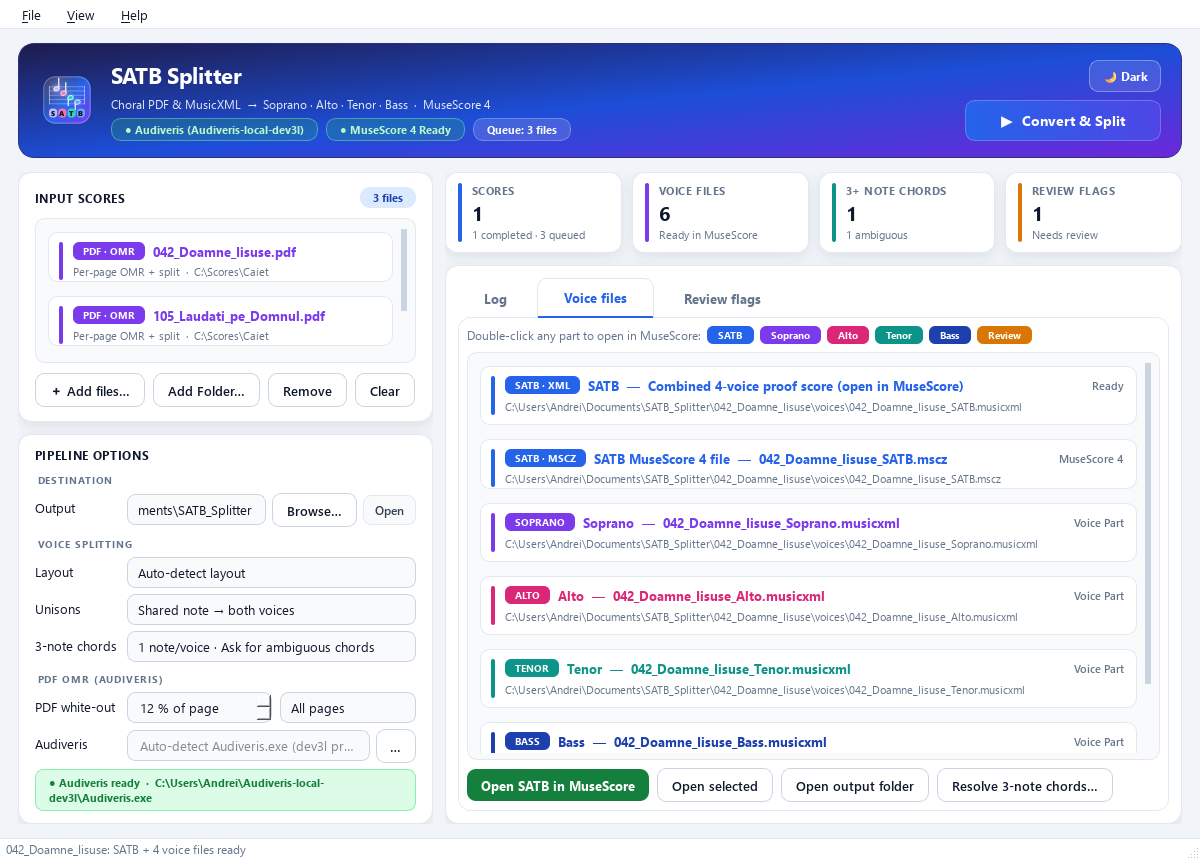 File View Help
SATB Splitter
Choral PDF & MusicXML → Soprano · Alto · Tenor · Bass · MuseScore 4
● Audiveris (Audiveris-local-dev3l) ● MuseScore 4 Ready Queue: 3 files
🌙 Dark
▶ Convert & Split
INPUT SCORES 3 files
PDF · OMR 042_Doamne_Iisuse.pdf
Per-page OMR + split · C:\Scores\Caiet
PDF · OMR 105_Laudati_pe_Domnul.pdf
Per-page OMR + split · C:\Scores\Caiet
+ Add files... Add Folder... Remove Clear
PIPELINE OPTIONS
DESTINATION
Output ments\SATB_Splitter Browse... Open
VOICE SPLITTING
Layout Auto-detect layout
Unisons Shared note → both voices
3-note chords 1 note/voice · Ask for ambiguous chords
PDF OMR (AUDIVERIS)
PDF white-out 12 % of page All pages
Audiveris Auto-detect Audiveris.exe (dev3l pr... ...
● Audiveris ready · C:\Users\Andrei\Audiveris-local-
dev3l\Audiveris.exe
SCORES
1
1 completed · 3 queued
VOICE FILES
6
Ready in MuseScore
3+ NOTE CHORDS
1
1 ambiguous
REVIEW FLAGS
1
Needs review
Log Voice files Review flags
Double-click any part to open in MuseScore: SATB Soprano Alto Tenor Bass Review
SATB · XML SATB — Combined 4-voice proof score (open in MuseScore) Ready
C:\Users\Andrei\Documents\SATB_Splitter\042_Doamne_Iisuse\voices\042_Doamne_Iisuse_SATB.musicxml
SATB · MSCZ SATB MuseScore 4 file — 042_Doamne_Iisuse_SATB.mscz MuseScore 4
C:\Users\Andrei\Documents\SATB_Splitter\042_Doamne_Iisuse\voices\042_Doamne_Iisuse_SATB.mscz
SOPRANO Soprano — 042_Doamne_Iisuse_Soprano.musicxml Voice Part
C:\Users\Andrei\Documents\SATB_Splitter\042_Doamne_Iisuse\voices\042_Doamne_Iisuse_Soprano.musicxml
ALTO Alto — 042_Doamne_Iisuse_Alto.musicxml Voice Part
C:\Users\Andrei\Documents\SATB_Splitter\042_Doamne_Iisuse\voices\042_Doamne_Iisuse_Alto.musicxml
TENOR Tenor — 042_Doamne_Iisuse_Tenor.musicxml Voice Part
C:\Users\Andrei\Documents\SATB_Splitter\042_Doamne_Iisuse\voices\042_Doamne_Iisuse_Tenor.musicxml
BASS Bass — 042_Doamne_Iisuse_Bass.musicxml Voice Part
Open SATB in MuseScore Open selected Open output folder Resolve 3-note chords...
042_Doamne_Iisuse: SATB + 4 voice files ready